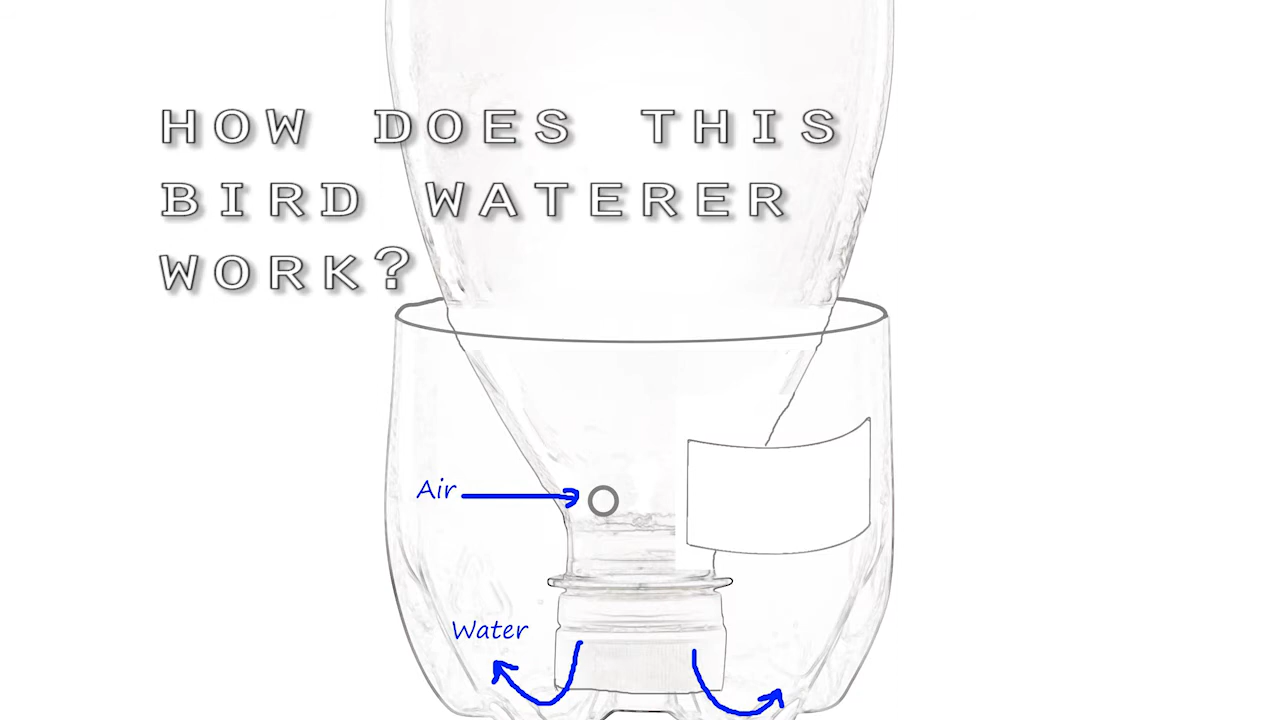 HOW DOES THIS
BIRD WATERER
WORK?
Air
Water